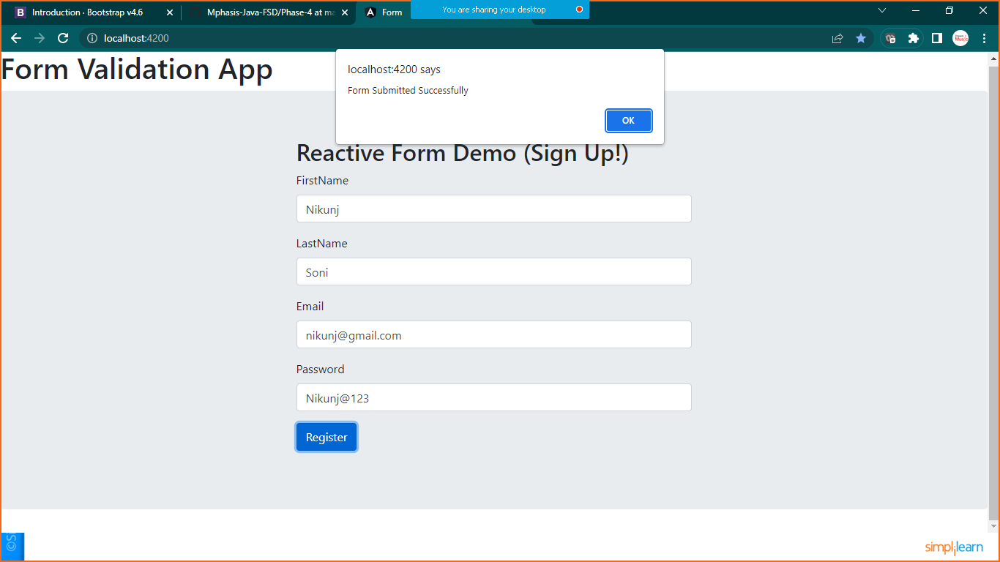 Introduction · Bootstrap v4.6
Mphasis-Java-FSD/Phase-4 at ma
Form
You are sharing your desktop
localhost:4200
Form Validation App
localhost:4200 says
Form Submitted Successfully
OK
Reactive Form Demo (Sign Up!)
FirstName
Nikunj
LastName
Soni
Email
nikunj@gmail.com
Password
Nikunj@123
Register
©S
simplilearn